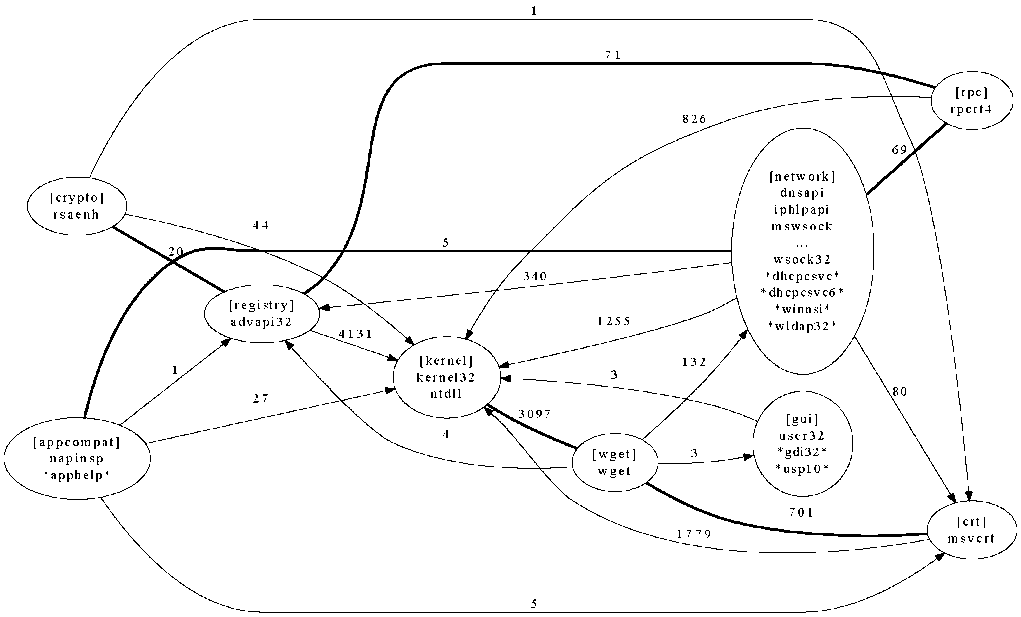 1
71
[rpc]
rpcrt4
826
69
[network]
dnsapi
iphlpapi
mswsock
...
wsock32
*dhcpcsvc*
*dhcpcsvc6*
*winnsi*
*wldap32*
[crypto]
rsaenh
44
20
5
340
[registry]
advapi32
4131
1255
[kernel]
kernel32
ntdll
132
1
3
27
3097
[gui]
user32
*gdi32*
*usp10*
80
[appcompat]
napinsp
*apphelp*
4
[wget]
wget
3
701
1779
[crt]
msvcrt
5